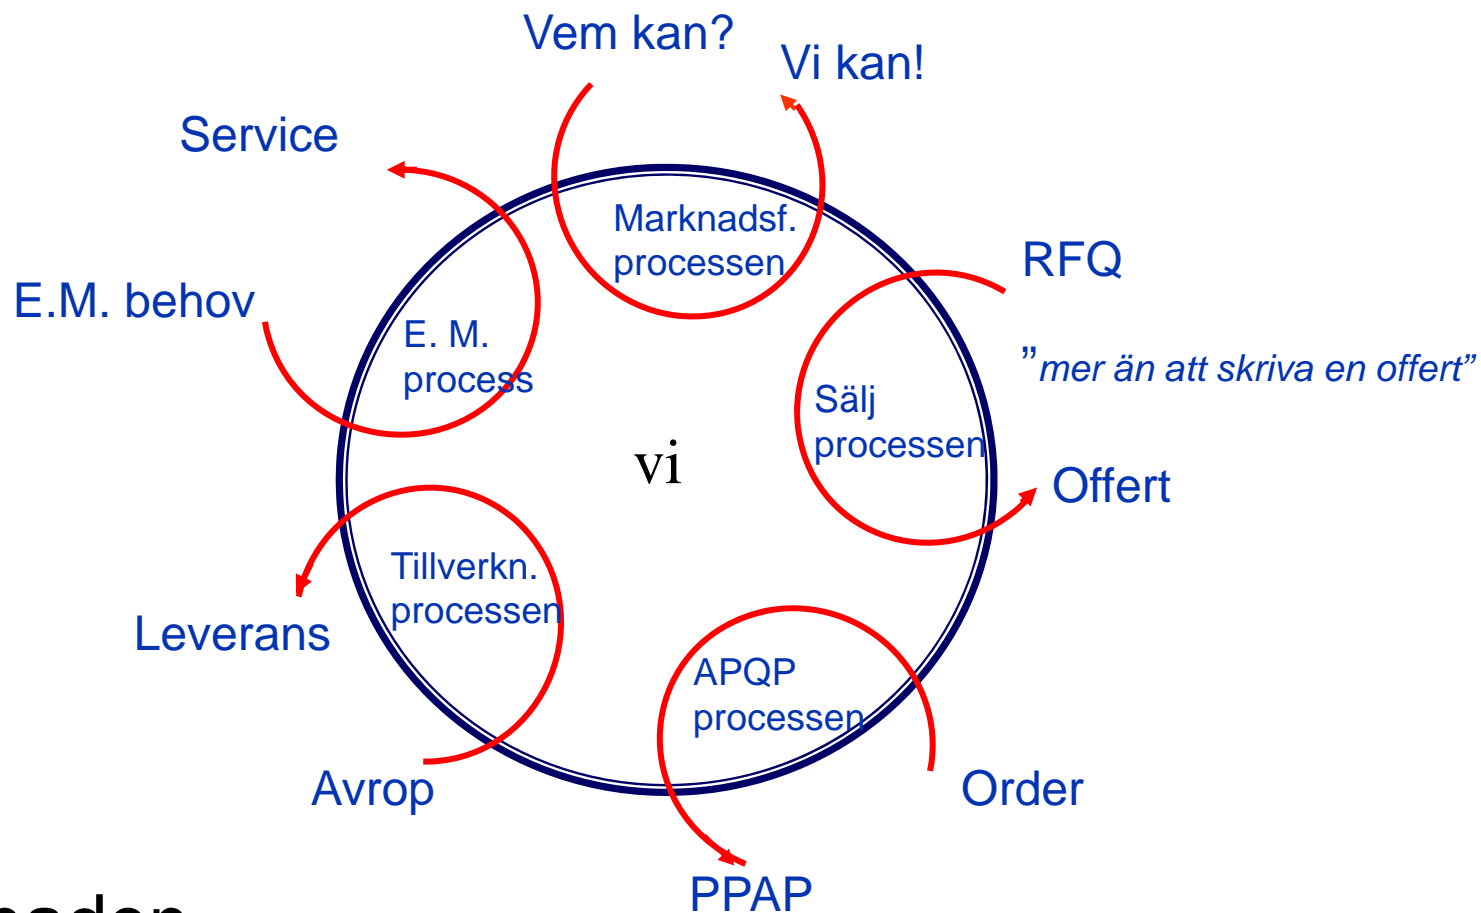 Vem kan?
Vi kan!
Service
Marknadsf.
processen
RFQ
E.M. behov
E. M.
process
”mer än att skriva en offert”
Sälj
processen
vi
Offert
Tillverkn.
processen
Leverans
APQP
processen
Avrop
Order
PPAP